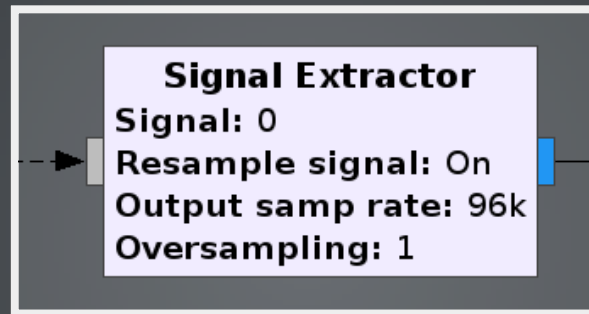 Signal Extractor
Signal: 0
Resample signal: On
Output samp rate: 96k
Oversampling: 1